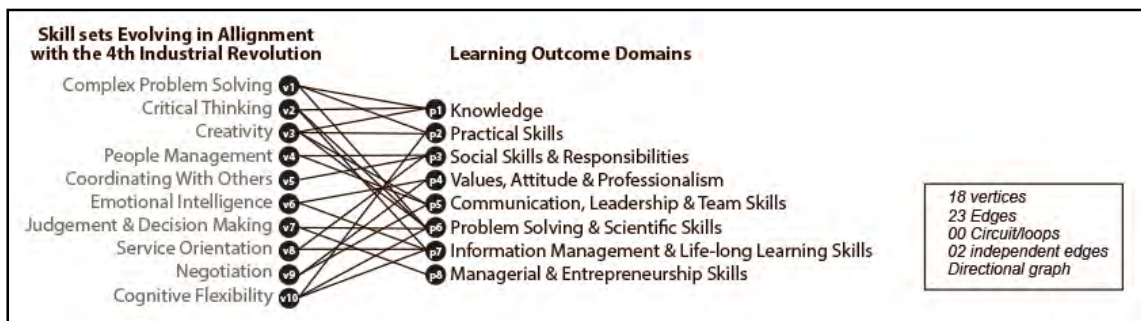 Skill sets Evolving in Allignment
with the 4th Industrial Revolution
Learning Outcome Domains
Complex Problem Solving v1
Critical Thinking v2
Creativity v3
People Management v4
Coordinating With Others v5
Emotional Intelligence v6
Judgement & Decision Making v7
Service Orientation v8
Negotiation v9
Cognitive Flexibility v10
p1 Knowledge
p2 Practical Skills
p3 Social Skills & Responsibilities
p4 Values, Attitude & Professionalism
p5 Communication, Leadership & Team Skills
p6 Problem Solving & Scientific Skills
p7 Information Management & Life-long Learning Skills
p8 Managerial & Entrepreneurship Skills
18 vertices
23 Edges
00 Circuit/loops
02 independent edges
Directional graph